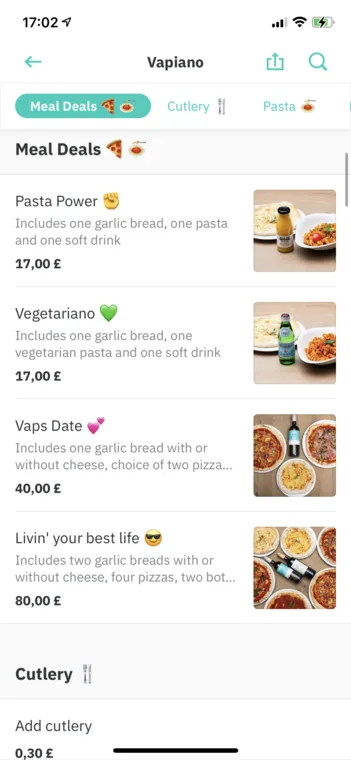 17:02
Vapiano
Meal Deals 🍕🍝
Cutlery 🍴
Pasta 🍝
Meal Deals 🍕🍝
Pasta Power ✊
Includes one garlic bread, one pasta
and one soft drink
17,00 £
Vegetariano 💚
Includes one garlic bread, one
vegetarian pasta and one soft drink
17,00 £
Vaps Date 💕
Includes one garlic bread with or
without cheese, choice of two pizza...
40,00 £
Livin' your best life 😎
Includes two garlic breads with or
without cheese, four pizzas, two bot...
80,00 £
Cutlery 🍴
Add cutlery
0,30 £